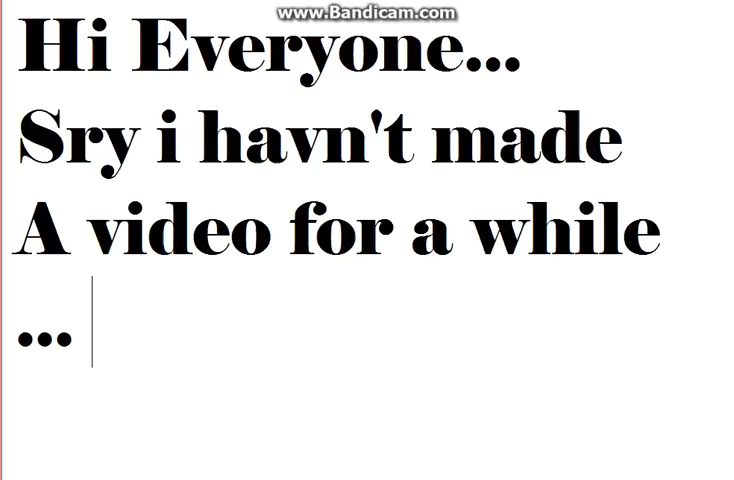 www.Bandicam.com
Hi Everyone...
Sry i havn't made
A video for a while
...